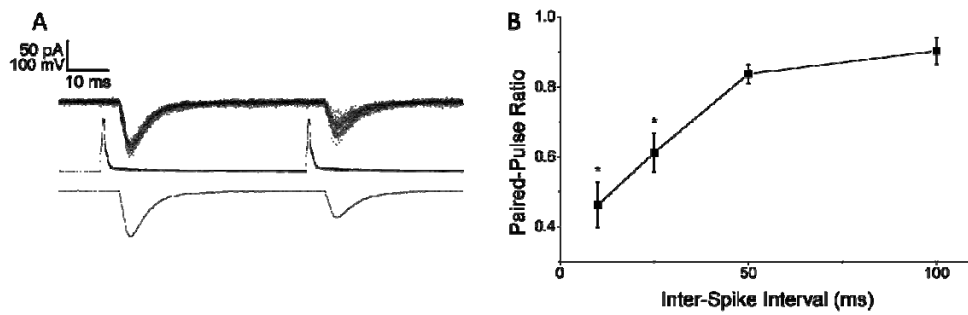 A
50 pA
100 mV
10 ms
B
Paired-Pulse Ratio
1.0
0.8
0.6
0.4
*
*
0
50
100
Inter-Spike Interval (ms)